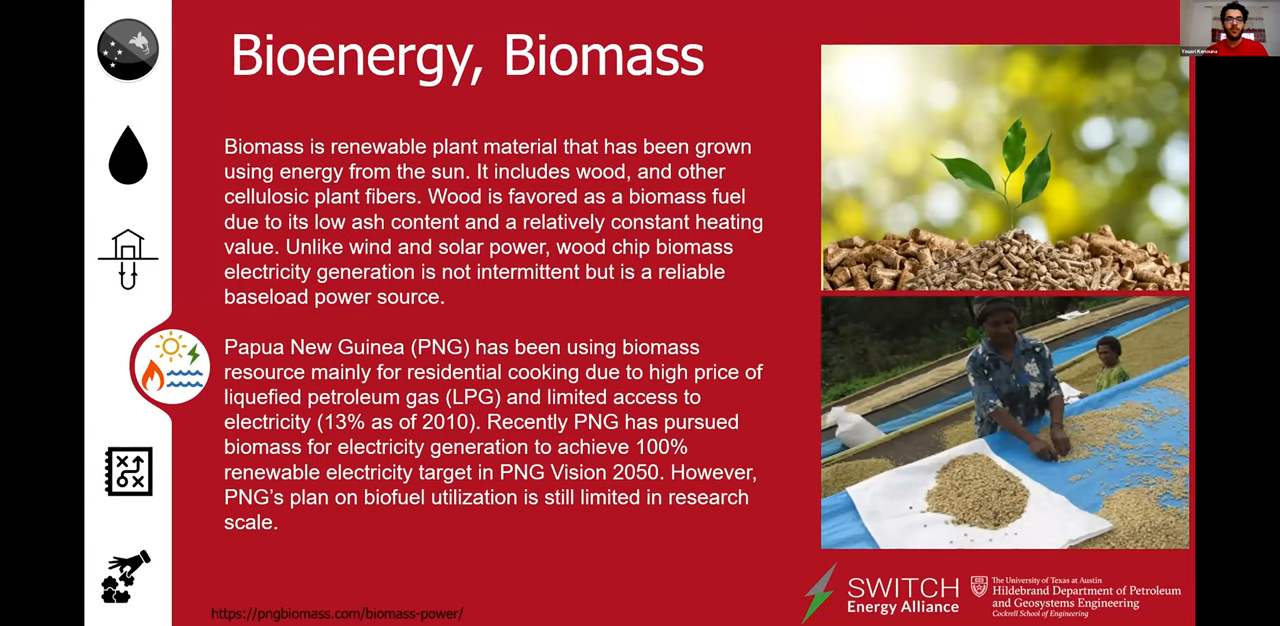 Bioenergy, Biomass
Yousri Kanouna
Biomass is renewable plant material that has been grown
using energy from the sun. It includes wood, and other
cellulosic plant fibers. Wood is favored as a biomass fuel
due to its low ash content and a relatively constant heating
value. Unlike wind and solar power, wood chip biomass
electricity generation is not intermittent but is a reliable
baseload power source.
Papua New Guinea (PNG) has been using biomass
resource mainly for residential cooking due to high price of
liquefied petroleum gas (LPG) and limited access to
electricity (13% as of 2010). Recently PNG has pursued
biomass for electricity generation to achieve 100%
renewable electricity target in PNG Vision 2050. However,
PNG's plan on biofuel utilization is still limited in research
scale.
https://pngbiomass.com/biomass-power/
SWITCH
Energy Alliance
The University of Texas at Austin
Hildebrand Department of Petroleum
and Geosystems Engineering
Cockrell School of Engineering